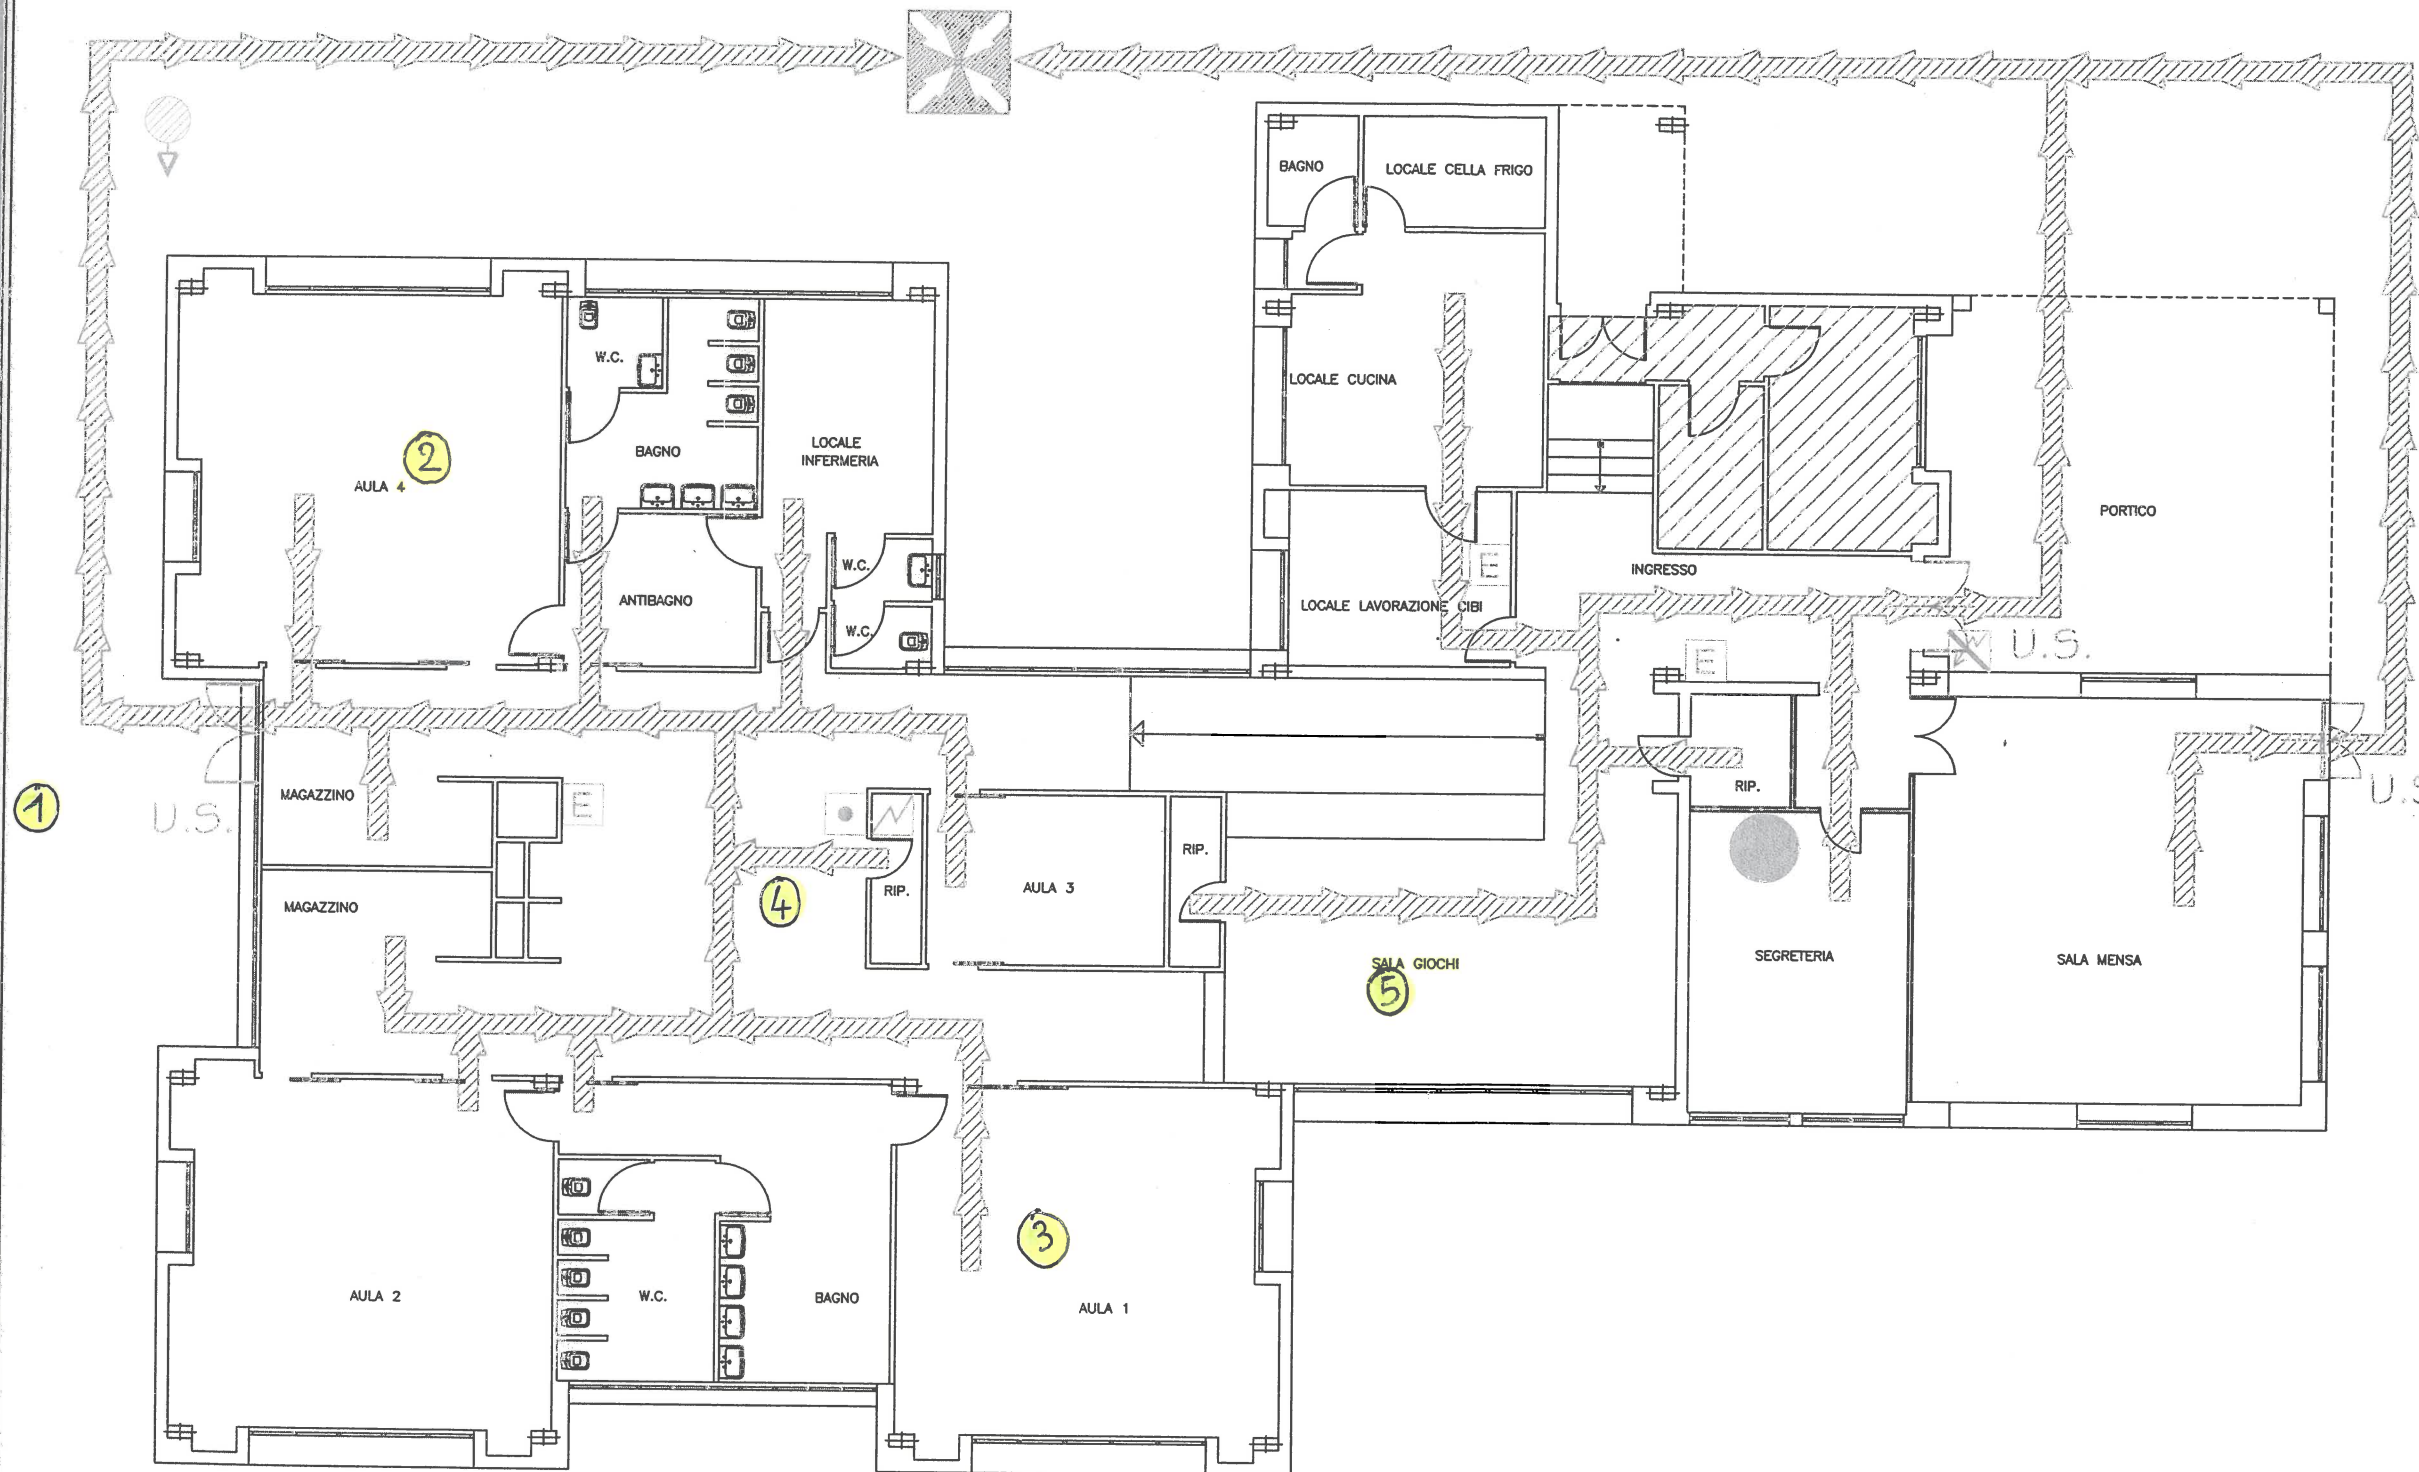 BAGNO
LOCALE CELLA FRIGO
W.C.
LOCALE CUCINA
2
AULA 4
BAGNO
LOCALE
INFERMERIA
PORTICO
W.C.
E
INGRESSO
ANTIBAGNO
LOCALE LAVORAZIONE CIBI
W.C.
U.S.
E
MAGAZZINO
RIP.
U.S.
1
U.S.
E
RIP.
AULA 3
RIP.
4
MAGAZZINO
SEGRETERIA
SALA MENSA
SALA GIOCHI
5
3
AULA 2
W.C.
BAGNO
AULA 1